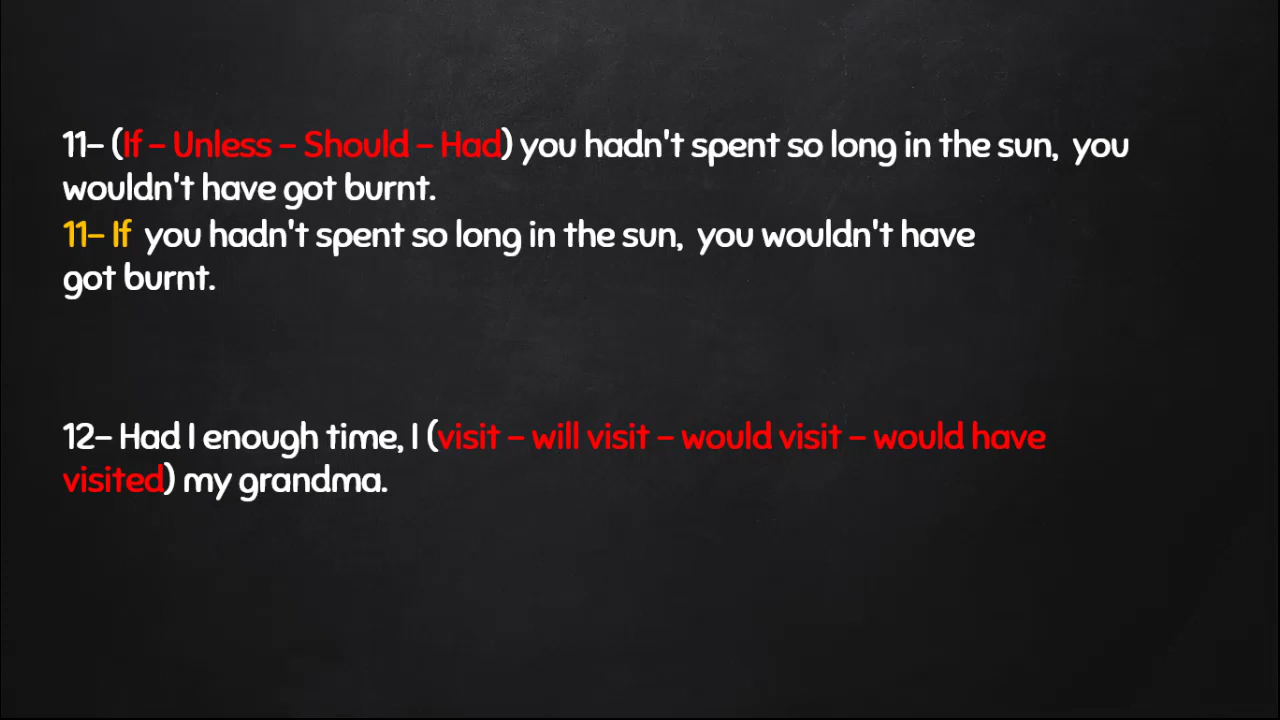 11– (If – Unless – Should – Had) you hadn't spent so long in the sun, you
wouldn't have got burnt.
11– If you hadn't spent so long in the sun, you wouldn't have
got burnt.
12– Had I enough time, I (visit – will visit – would visit – would have
visited) my grandma.